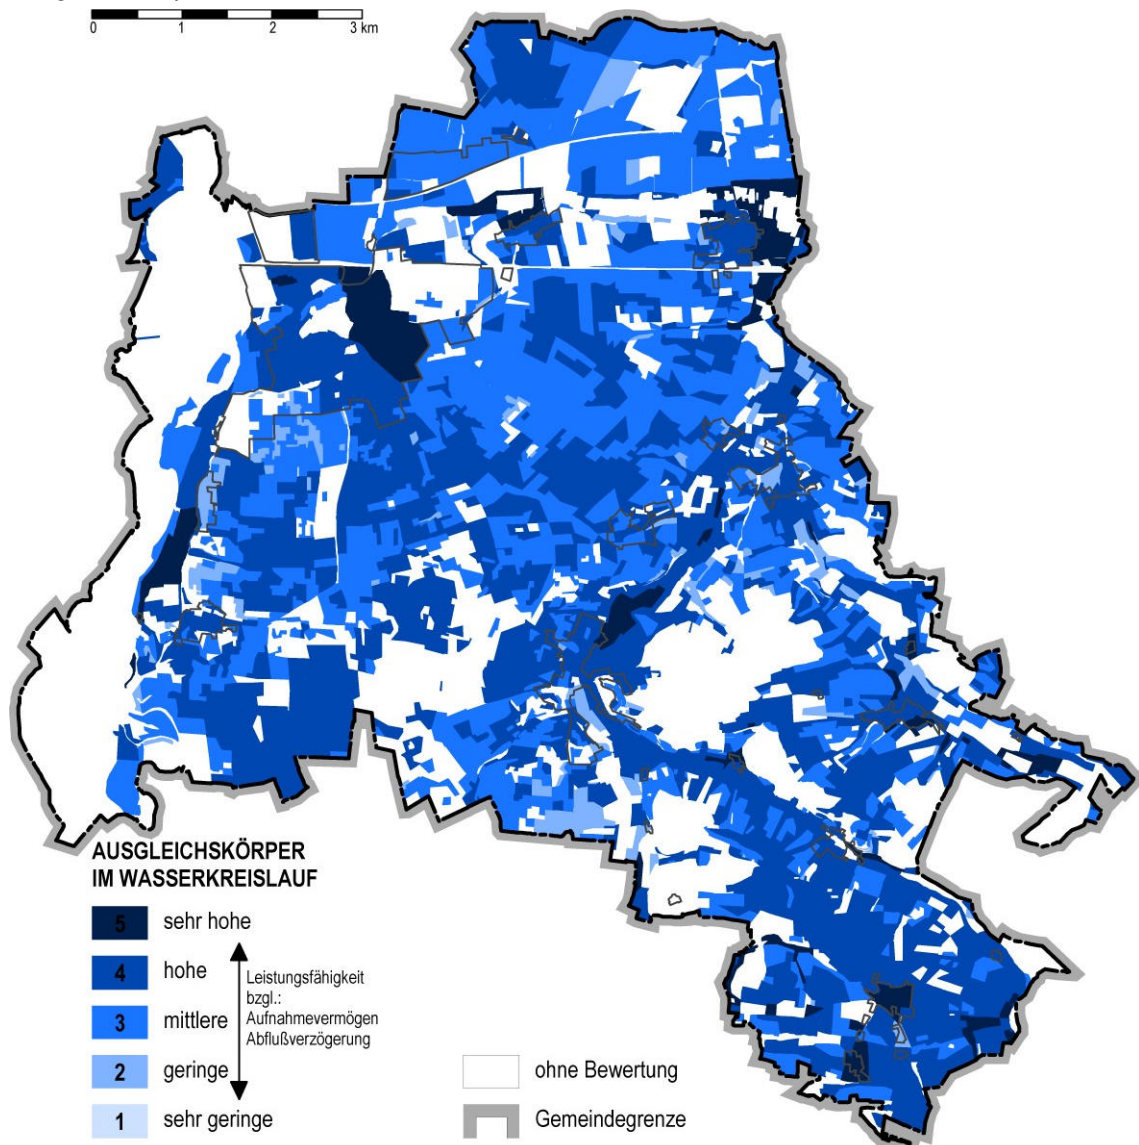 0 1 2 3 km
AUSGLEICHSKÖRPER
IM WASSERKREISLAUF
5 sehr hohe
4 hohe
3 mittlere
2 geringe
1 sehr geringe
Leistungsfähigkeit
bzgl.:
Aufnahmevermögen
Abflußverzögerung
ohne Bewertung
Gemeindegrenze